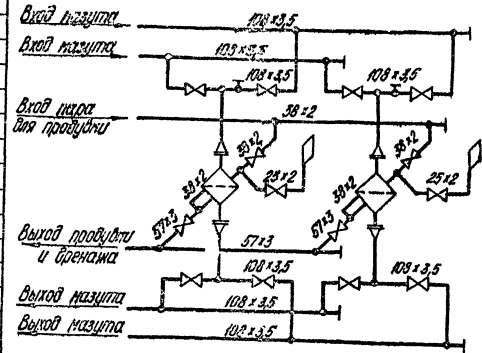 Вход мазута
108×3,5
Вход мазута
108×3,5
108×3,5
108×3,5
Вход пара
для продувки
38×2
38×2
38×2
25×2
25×2
38×2
38×2
57×3
57×3
Выход продувки
и дренажа
57×3
108×3,5
108×3,5
Выход мазута
108×3,5
Выход мазута
108×3,5